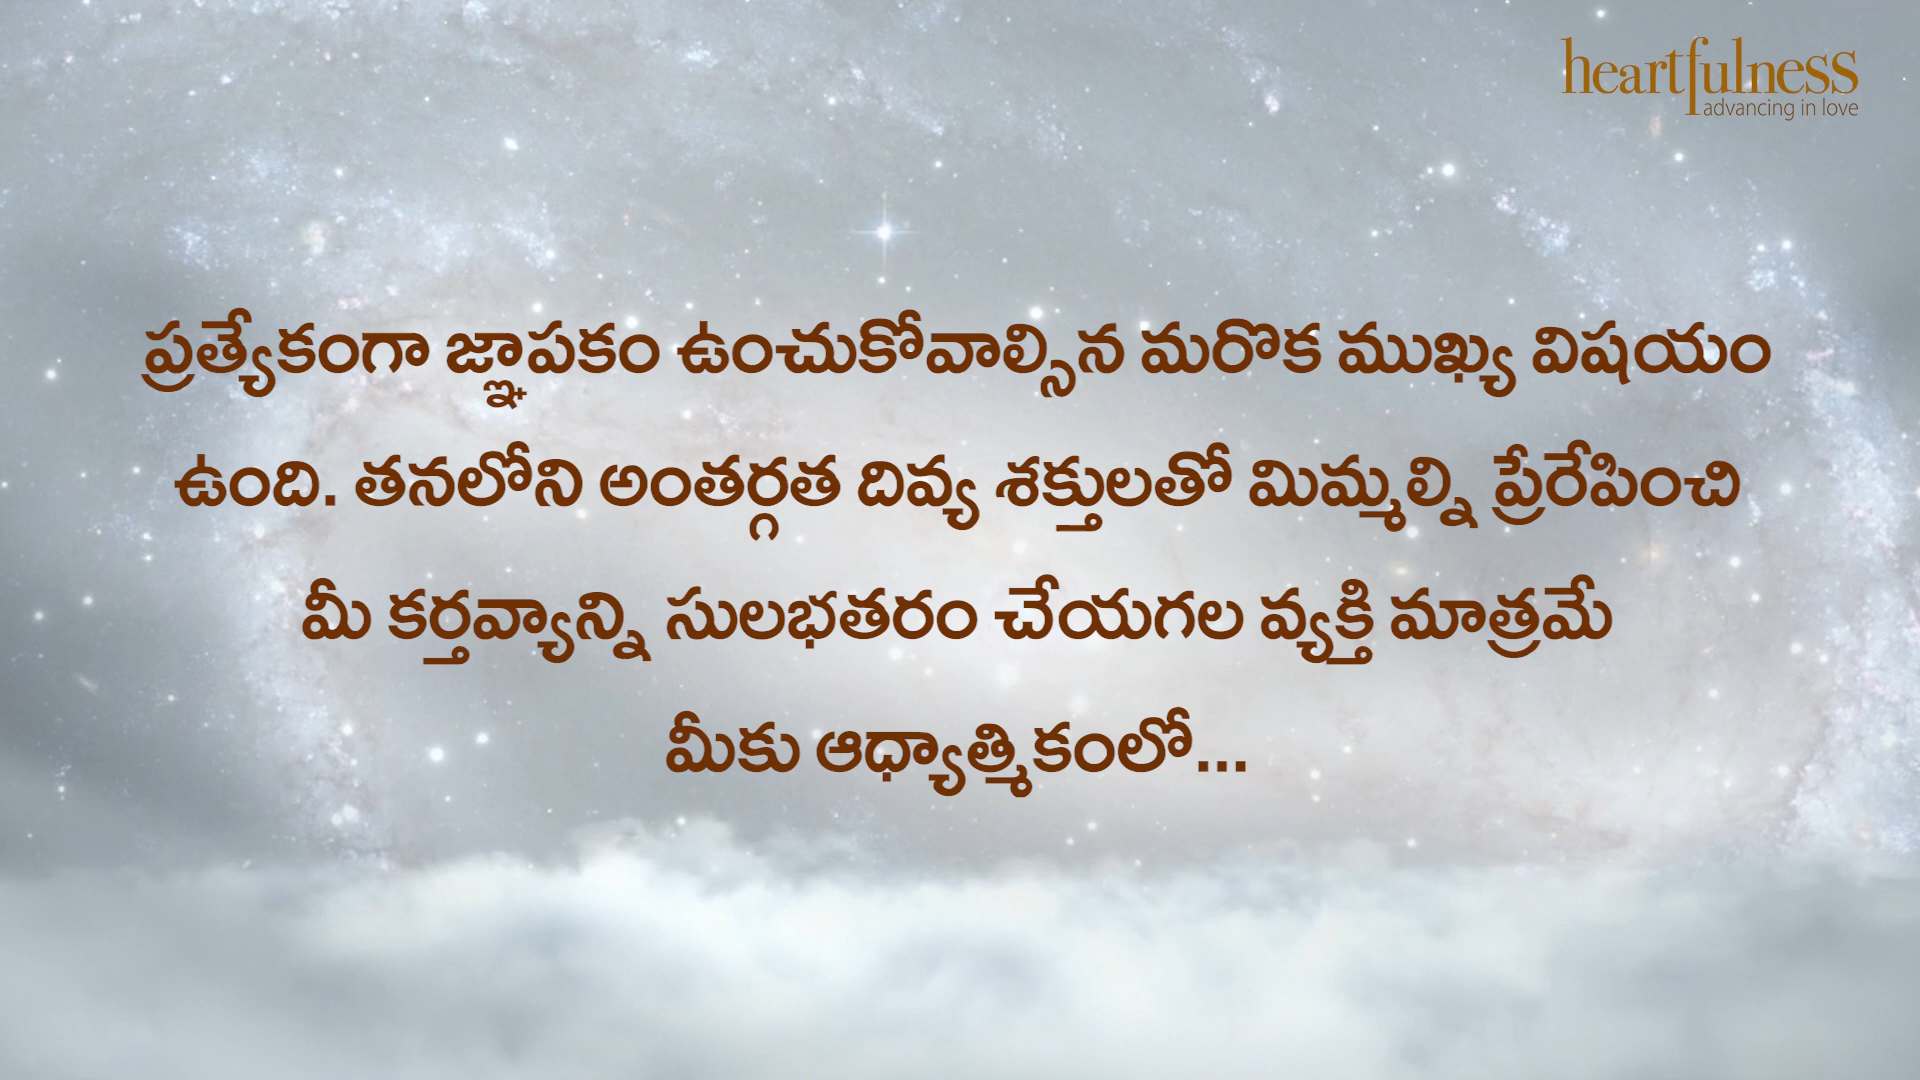 heartfulness
advancing in love
ప్రత్యేకంగా జ్ఞాపకం ఉంచుకోవాల్సిన మరొక ముఖ్య విషయం
ఉంది. తనలోని అంతర్గత దివ్య శక్తులతో మిమ్మల్ని ప్రేరేపించి
మీ కర్తవ్యాన్ని సులభతరం చేయగల వ్యక్తి మాత్రమే
మీకు ఆధ్యాత్మికంలో...